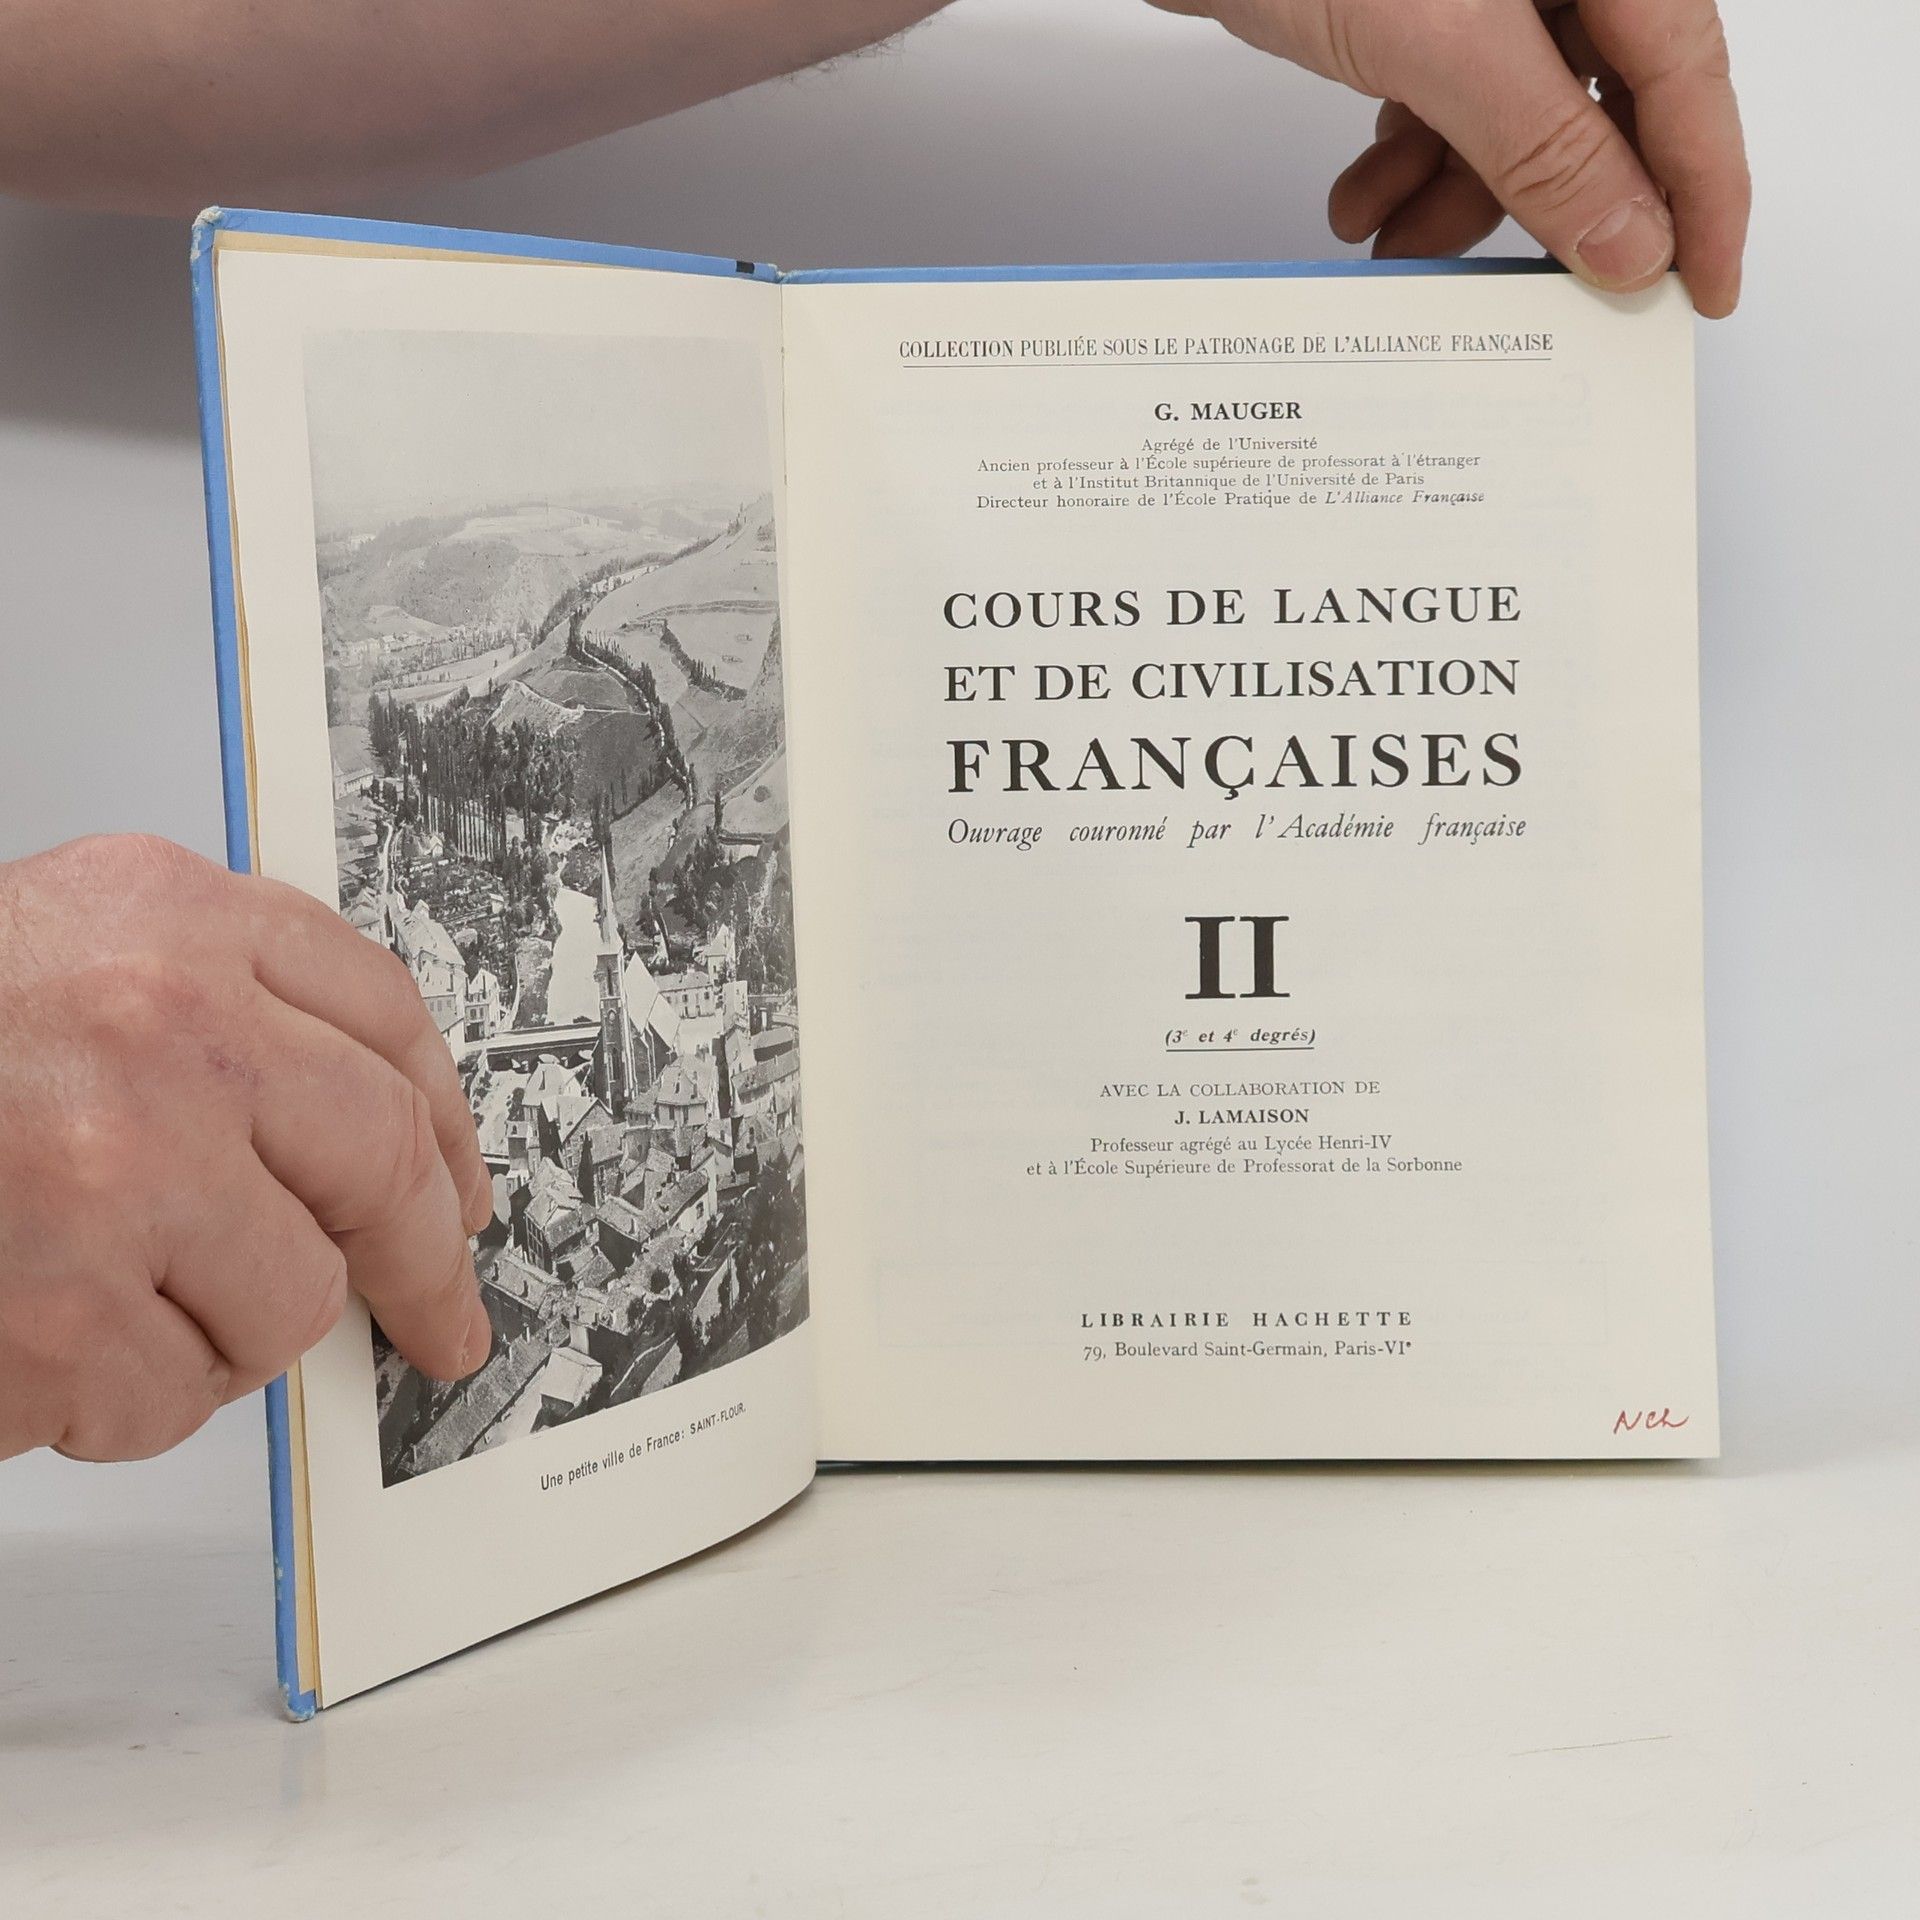 Une petite ville de France: SAINT-FLOUR.
COLLECTION PUBLIÉE SOUS LE PATRONAGE DE L'ALLIANCE FRANÇAISE
G. MAUGER
Agrégé de l'Université
Ancien professeur à l'École supérieure de professorat à l'étranger
et à l'Institut Britannique de l'Université de Paris
Directeur honoraire de l'École Pratique de L'Alliance Française
COURS DE LANGUE
ET DE CIVILISATION
FRANÇAISES
Ouvrage couronné par l'Académie française
II
(3e et 4e degrés)
AVEC LA COLLABORATION DE
J. LAMAISON
Professeur agrégé au Lycée Henri-IV
et à l'École Supérieure de Professorat de la Sorbonne
LIBRAIRIE HACHETTE
79, Boulevard Saint-Germain, Paris-VIe